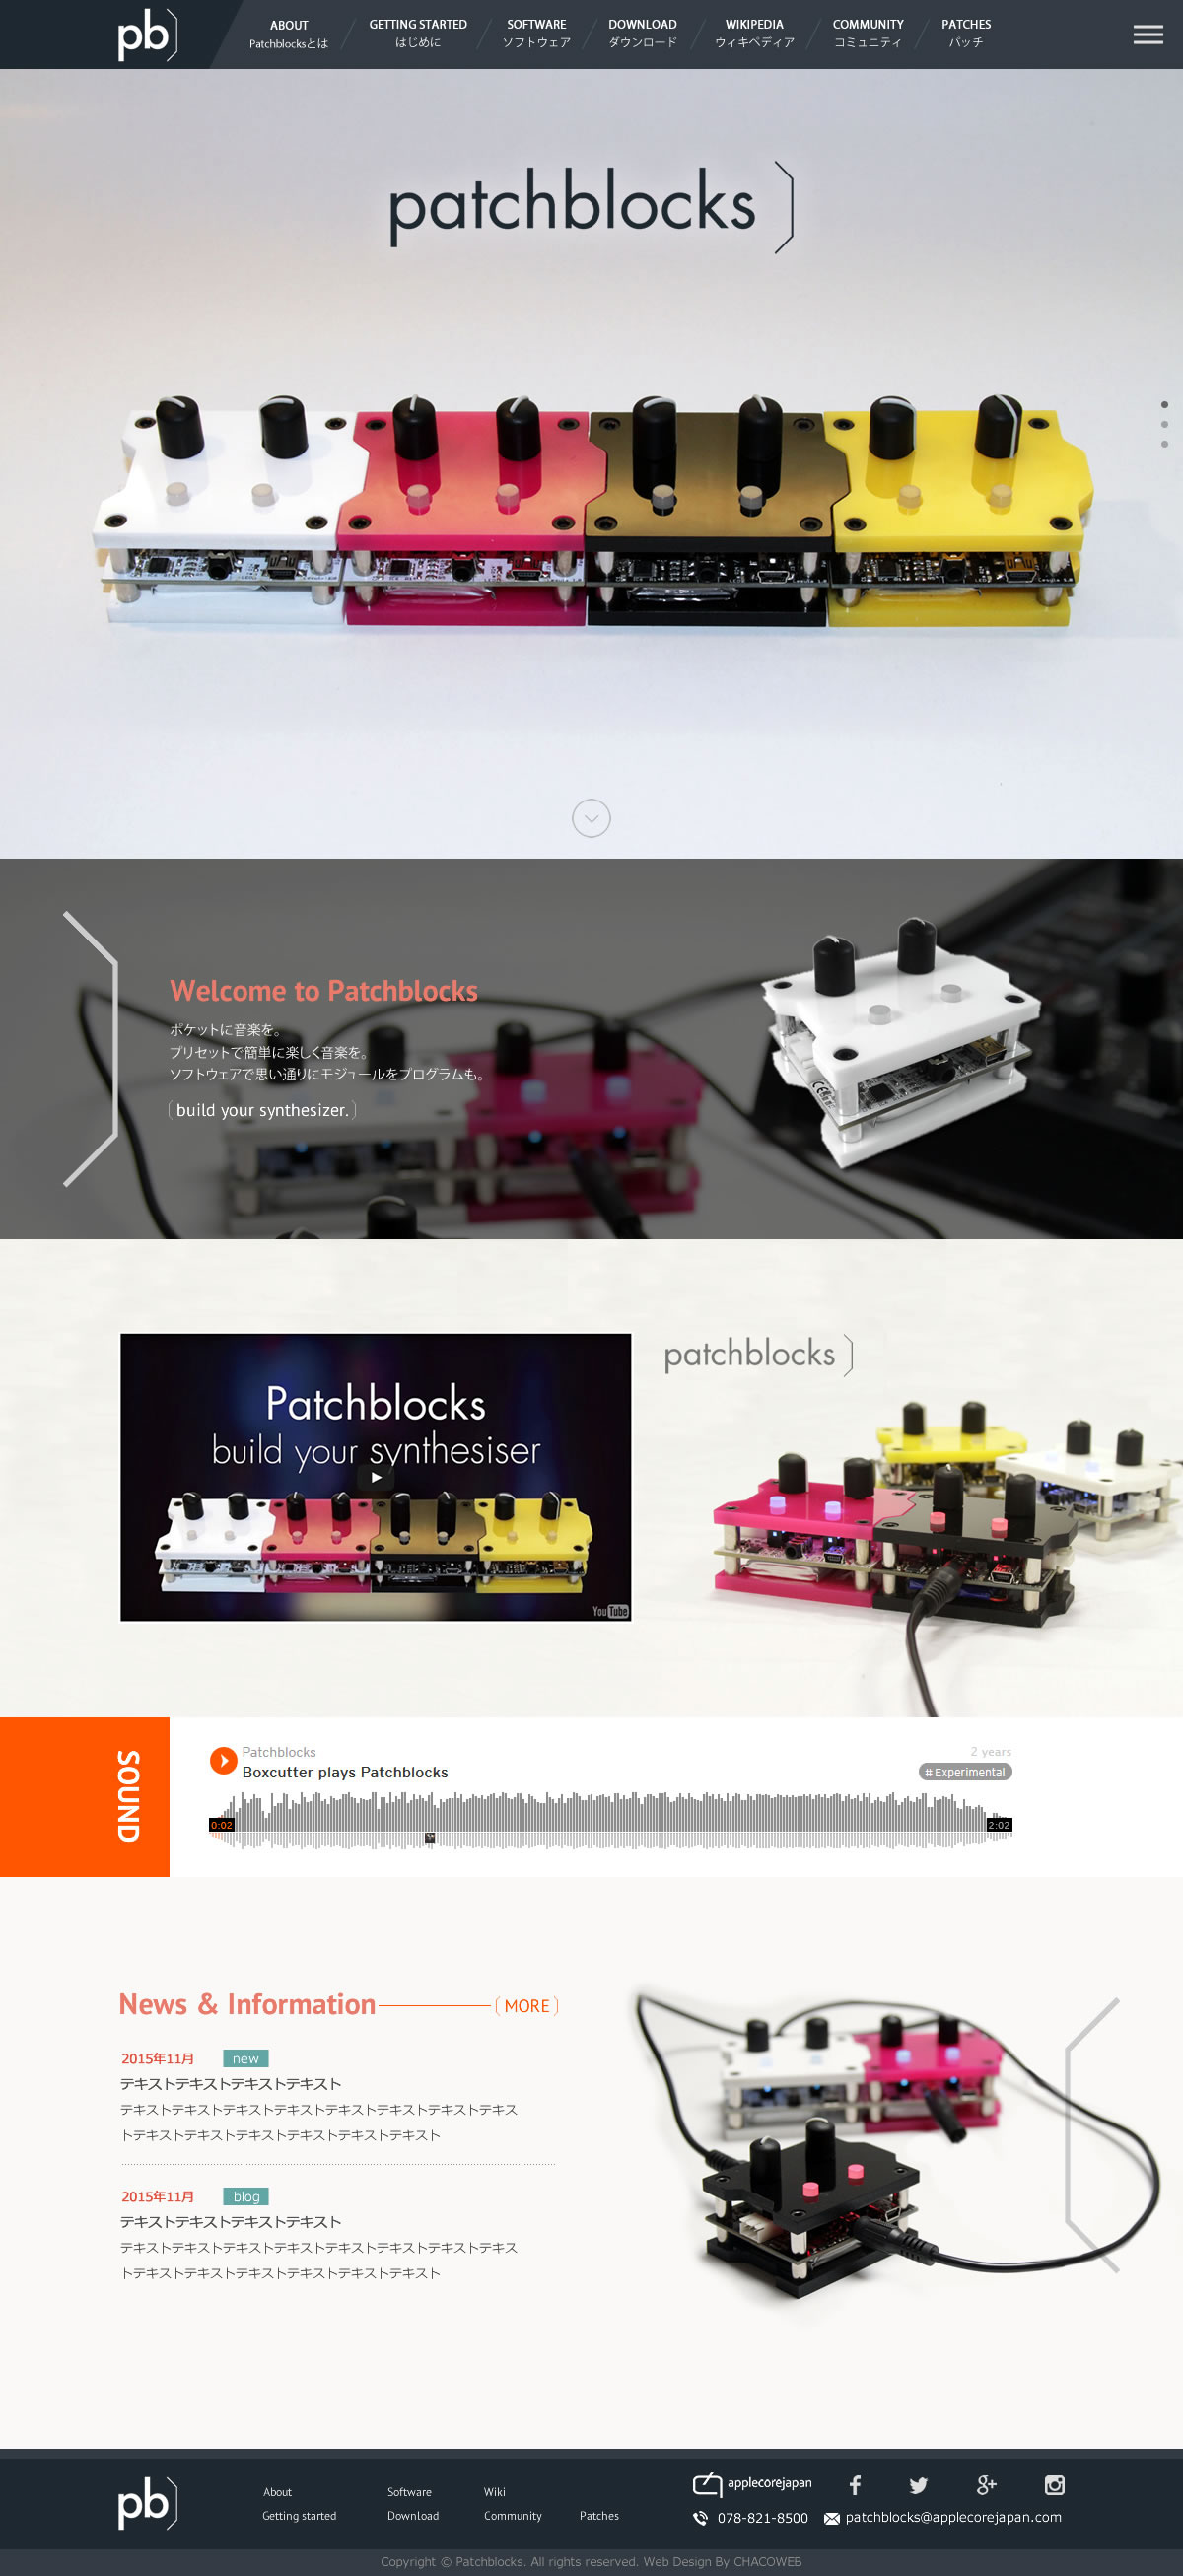 pb
ABOUT
Patchblocksとは
GETTING STARTED
はじめに
SOFTWARE
ソフトウェア
DOWNLOAD
ダウンロード
WIKIPEDIA
ウィキペディア
COMMUNITY
コミュニティ
PATCHES
パッチ
patchblocks
Welcome to Patchblocks
ポケットに音楽を。
プリセットで簡単に楽しく音楽を。
ソフトウェアで思い通りにモジュールをプログラムも。
build your synthesizer.
Patchblocks
build your synthesiser
YouTube
patchblocks
SOUND
Patchblocks
Boxcutter plays Patchblocks
2 years
# Experimental
0:02
2:02
News & Information
MORE
2015年11月 new
テキストテキストテキストテキスト
テキストテキストテキストテキストテキストテキストテキストテキス
トテキストテキストテキストテキストテキストテキスト
2015年11月 blog
テキストテキストテキストテキスト
テキストテキストテキストテキストテキストテキストテキストテキス
トテキストテキストテキストテキストテキストテキスト
pb
About
Software
Wiki
Getting started
Download
Community
Patches
applecorejapan
078-821-8500
patchblocks@applecorejapan.com
Copyright © Patchblocks. All rights reserved. Web Design By CHACOWEB